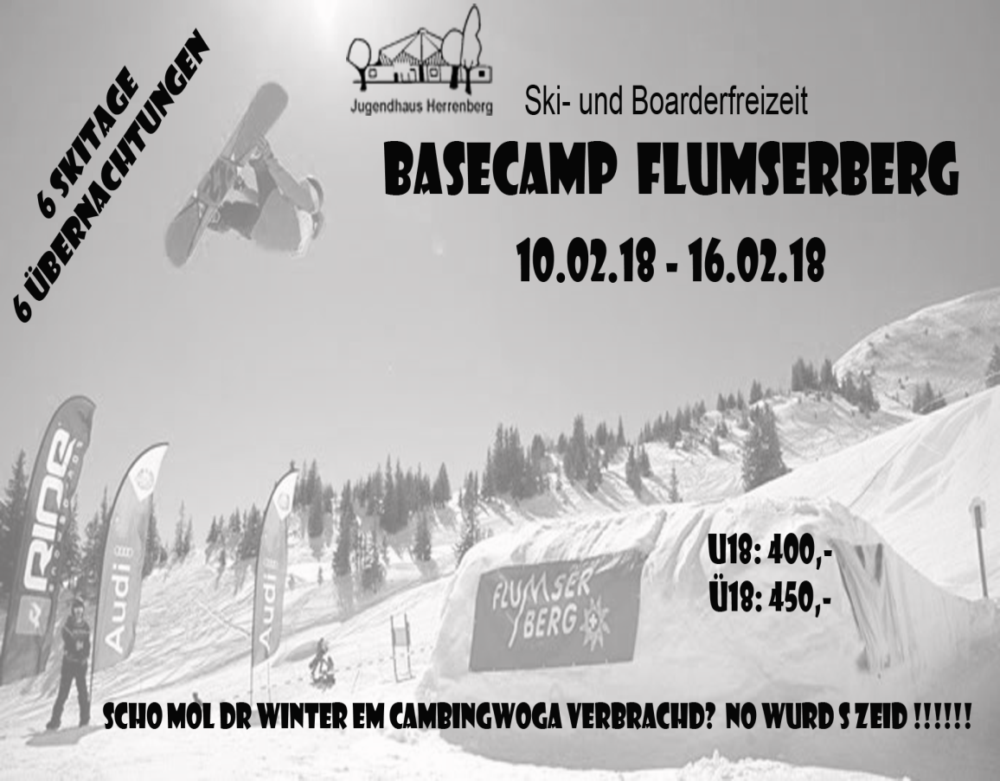 6 SKITAGE
6 ÜBERNACHTUNGEN
Jugendhaus Herrenberg
Ski- und Boarderfreizeit
BASECAMP FLUMSERBERG
10.02.18 - 16.02.18
RIDE
SNOWBOARDS
Audi
Audi
FLUMSER
BERG
U18: 400,-
Ü18: 450,-
SCHO MOL DR WINTER EM CAMBINGWOGA VERBRACHD? NO WURD S ZEID !!!!!!